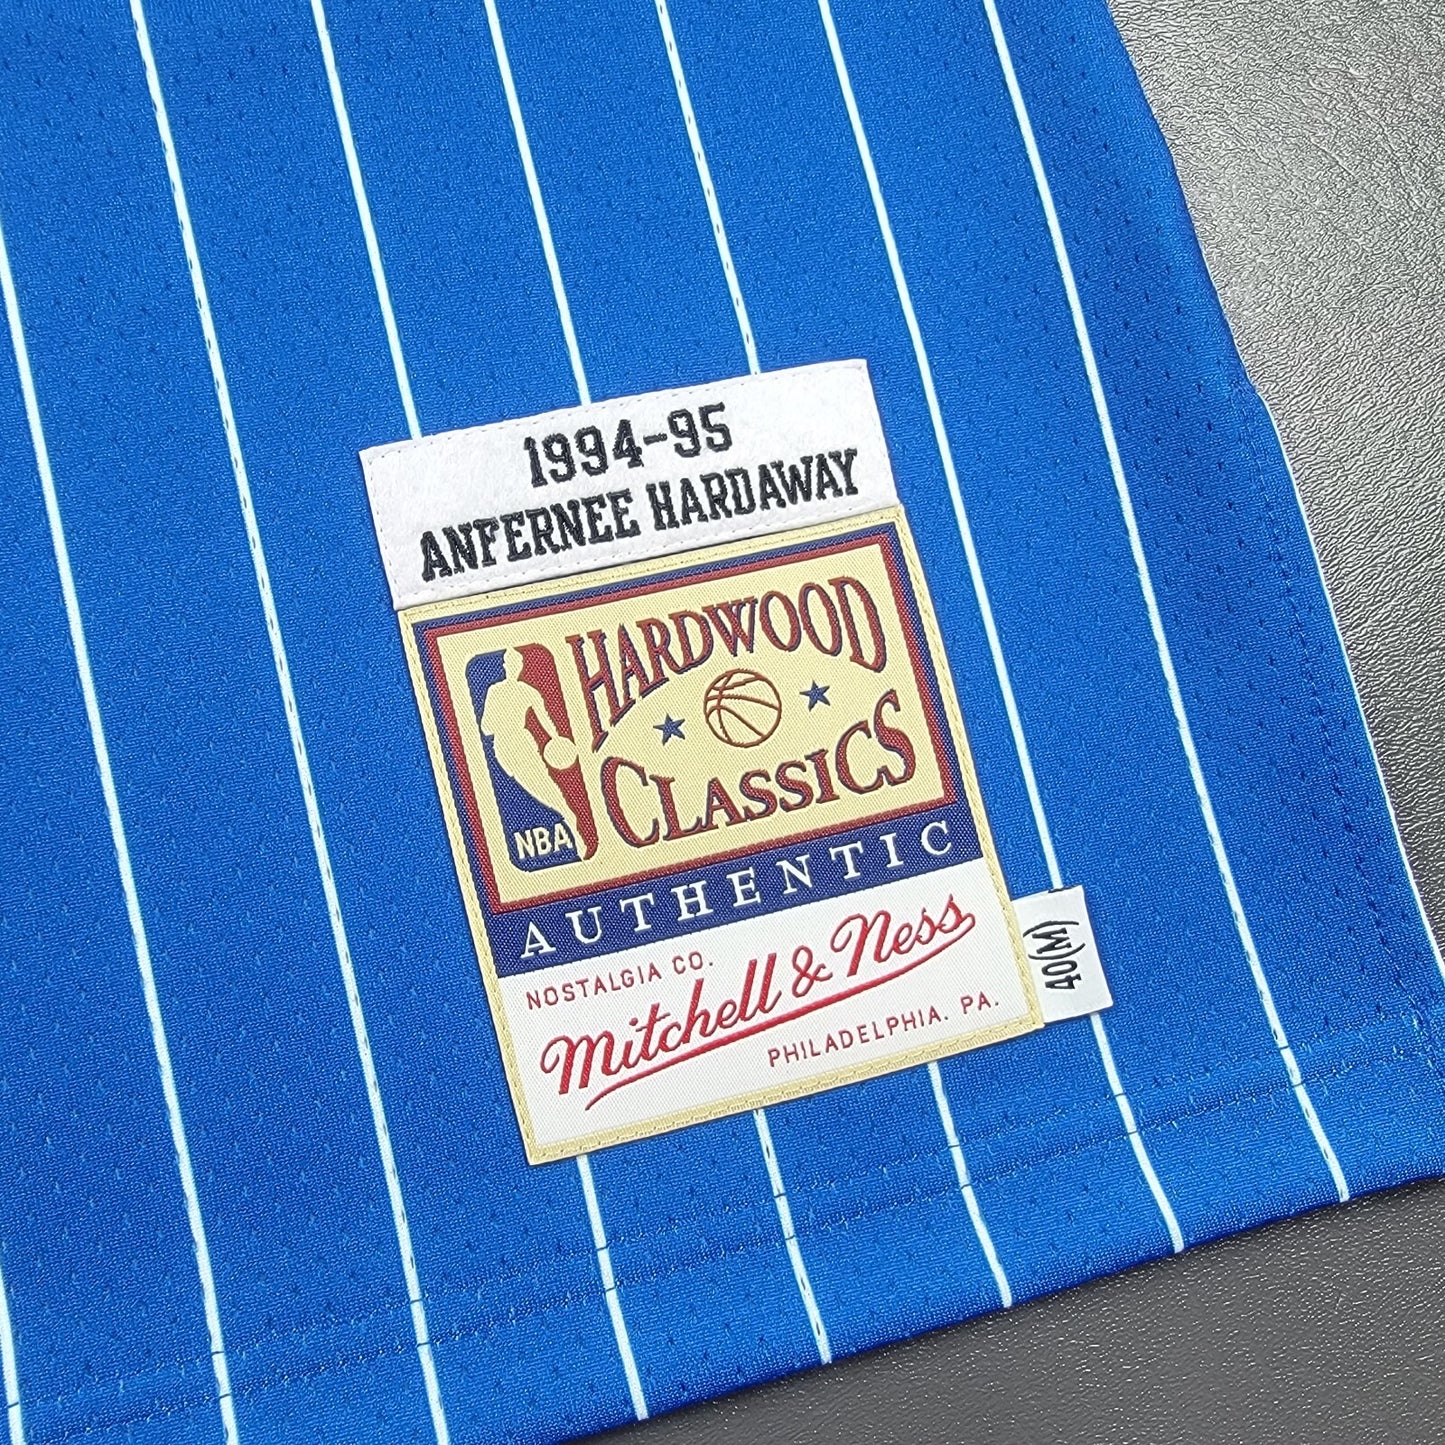 1994-95
ANFERNEE HARDAWAY
HARDWOOD
CLASSICS
NBA
AUTHENTIC
NOSTALGIA CO.
Mitchell & Ness
PHILADELPHIA, PA.
40(M)